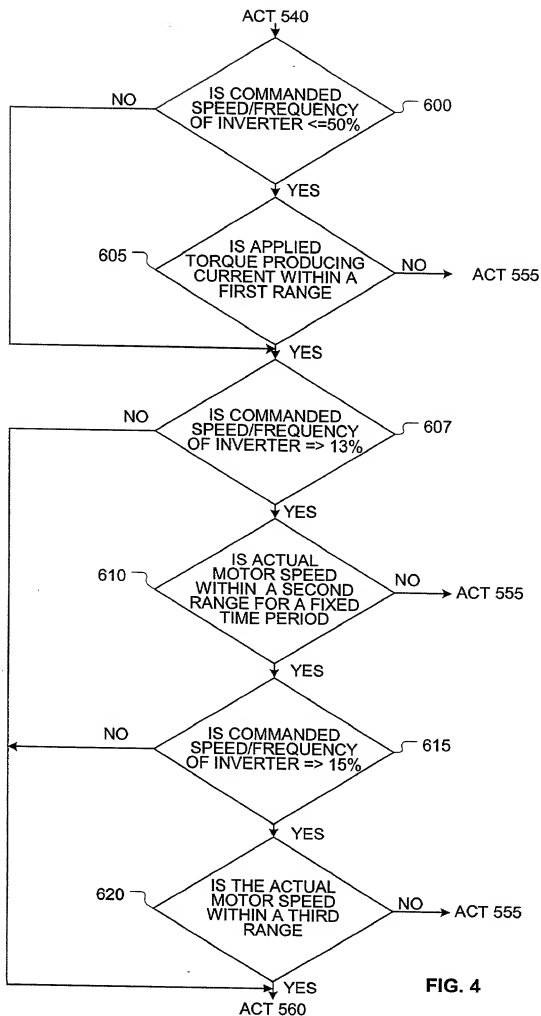 ACT 540
IS COMMANDED
SPEED/FREQUENCY
OF INVERTER <=50%
600
NO
YES
IS APPLIED
TORQUE PRODUCING
CURRENT WITHIN A
FIRST RANGE
605
NO
ACT 555
YES
IS COMMANDED
SPEED/FREQUENCY
OF INVERTER => 13%
607
NO
YES
IS ACTUAL
MOTOR SPEED
WITHIN A SECOND
RANGE FOR A FIXED
TIME PERIOD
610
NO
ACT 555
YES
IS COMMANDED
SPEED/FREQUENCY
OF INVERTER => 15%
615
NO
YES
IS THE ACTUAL
MOTOR SPEED
WITHIN A THIRD
RANGE
620
NO
ACT 555
YES
ACT 560
FIG. 4